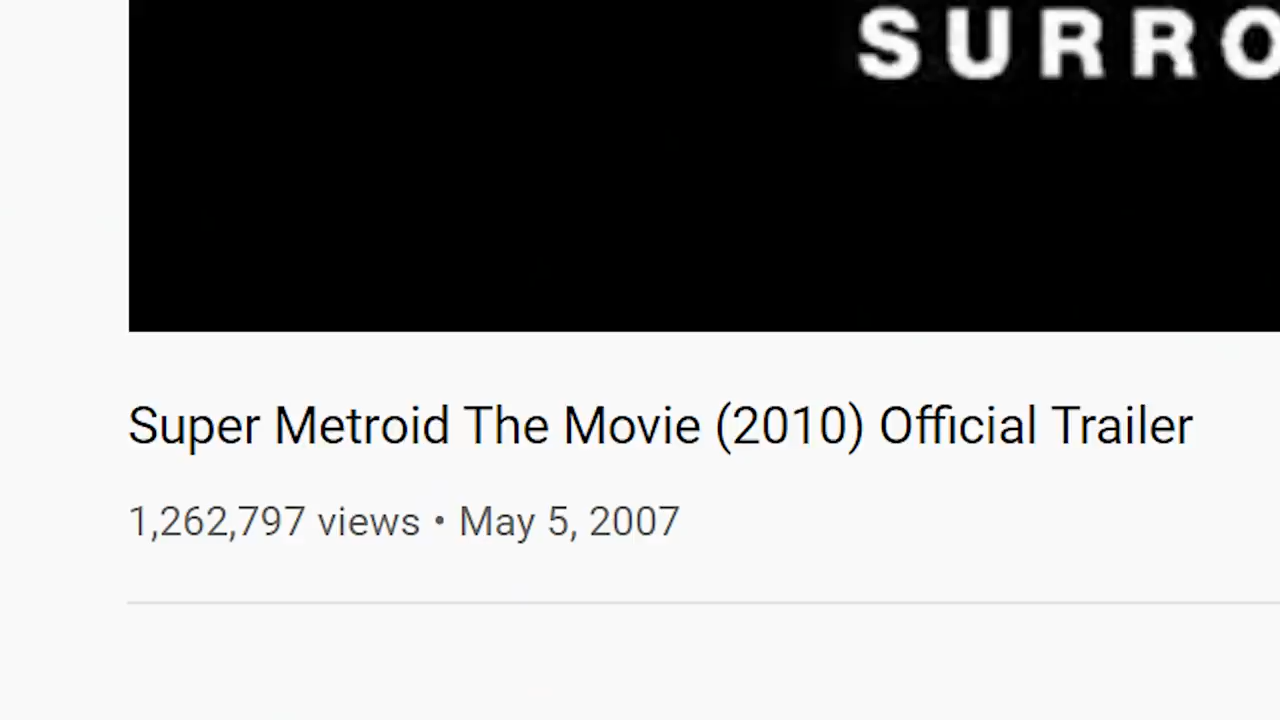 SURRO
Super Metroid The Movie (2010) Official Trailer
1,262,797 views • May 5, 2007